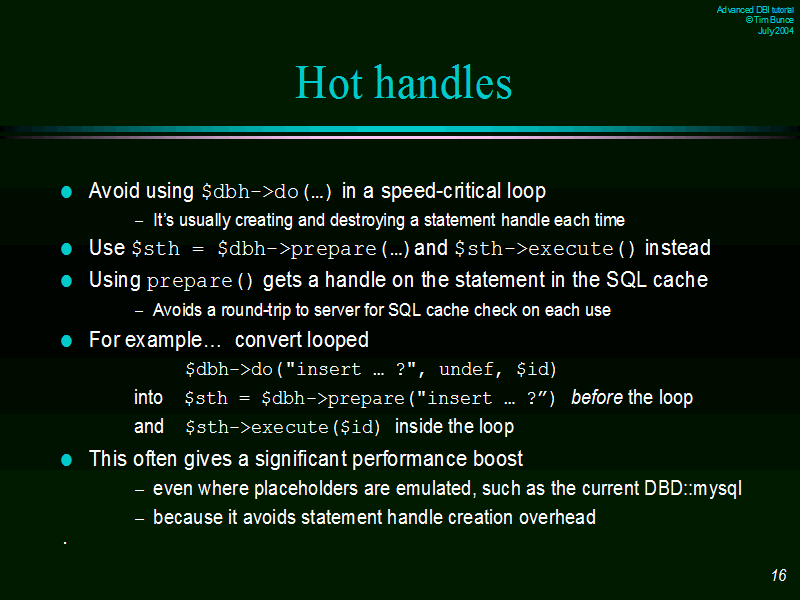 Advanced DBI tutorial
© Tim Bunce
July 2004
Hot handles
Avoid using $dbh->do(…) in a speed-critical loop
– It's usually creating and destroying a statement handle each time
Use $sth = $dbh->prepare(…)and $sth->execute() instead
Using prepare() gets a handle on the statement in the SQL cache
– Avoids a round-trip to server for SQL cache check on each use
For example… convert looped
$dbh->do("insert … ?", undef, $id)
into $sth = $dbh->prepare("insert … ?”) before the loop
and $sth->execute($id) inside the loop
This often gives a significant performance boost
– even where placeholders are emulated, such as the current DBD::mysql
– because it avoids statement handle creation overhead
.
16